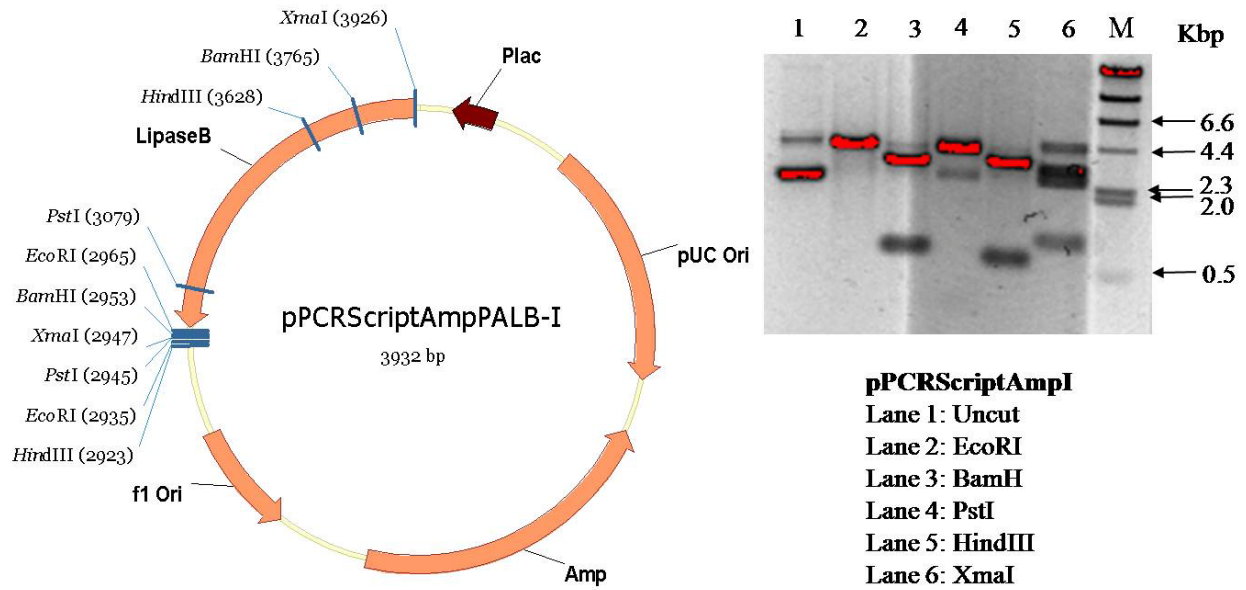 XmaI (3926)
BamHI (3765)
HindIII (3628)
LipaseB
PstI (3079)
EcoRI (2965)
BamHI (2953)
XmaI (2947)
PstI (2945)
EcoRI (2935)
HindIII (2923)
f1 Ori
Plac
pUC Ori
Amp
pPCRScriptAmpPALB-I
3932 bp
1 2 3 4 5 6 M Kbp
6.6
4.4
2.3
2.0
0.5
pPCRScriptAmpI
Lane 1: Uncut
Lane 2: EcoRI
Lane 3: BamH
Lane 4: PstI
Lane 5: HindIII
Lane 6: XmaI